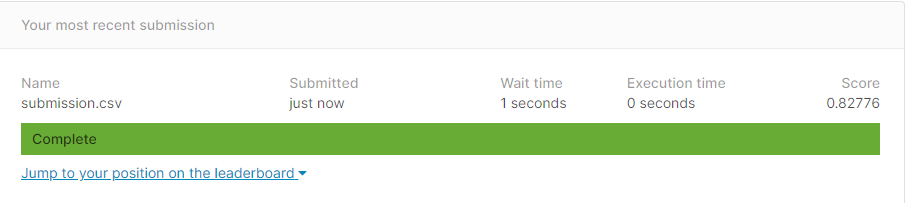 Your most recent submission
Name Submitted Wait time Execution time Score
submission.csv just now 1 seconds 0 seconds 0.82776
Complete
Jump to your position on the leaderboard